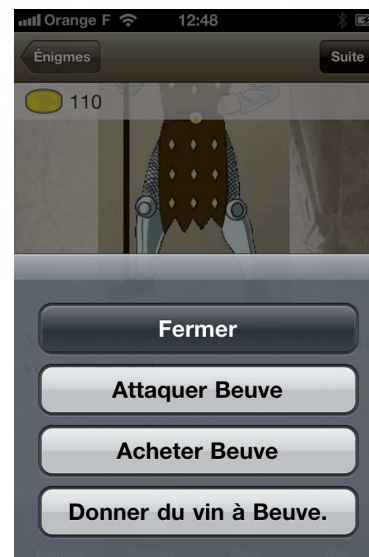 Orange F 12:48
Énigmes Suite
110
Fermer
Attaquer Beuve
Acheter Beuve
Donner du vin à Beuve.